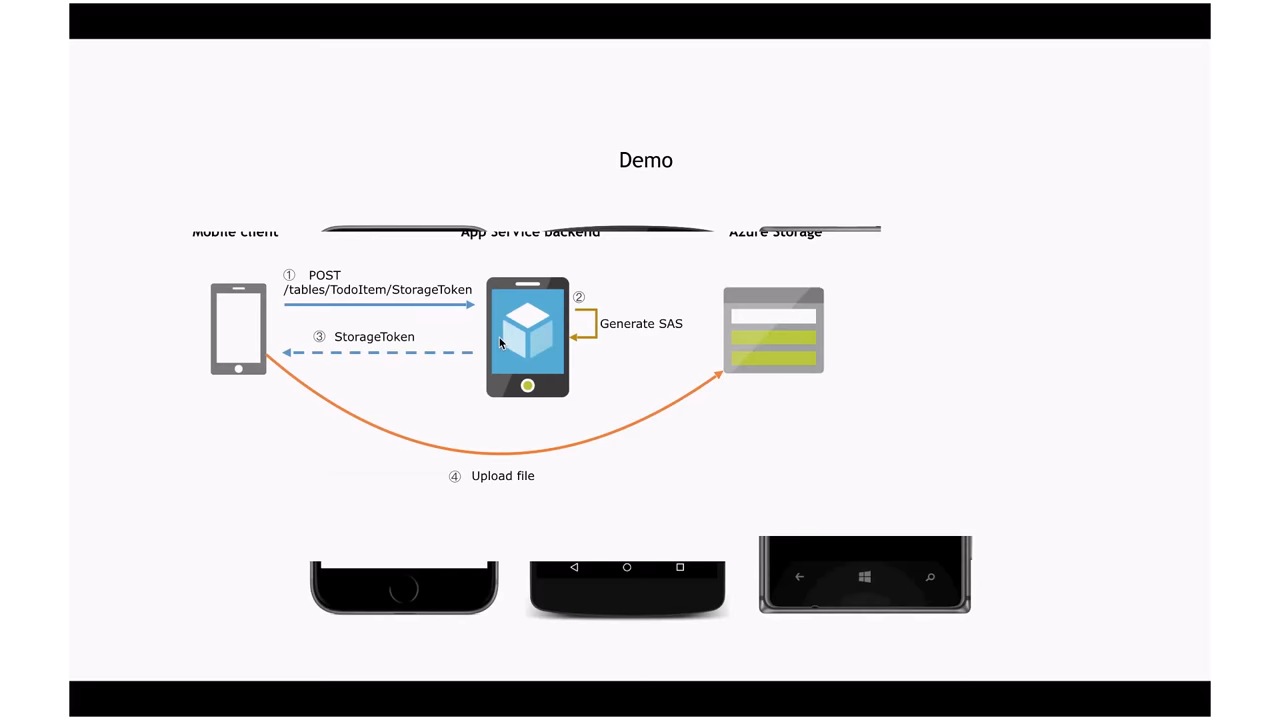 Demo
Mobile client
App Service backend
Azure Storage
① POST
/tables/TodoItem/StorageToken
②
Generate SAS
③ StorageToken
④ Upload file